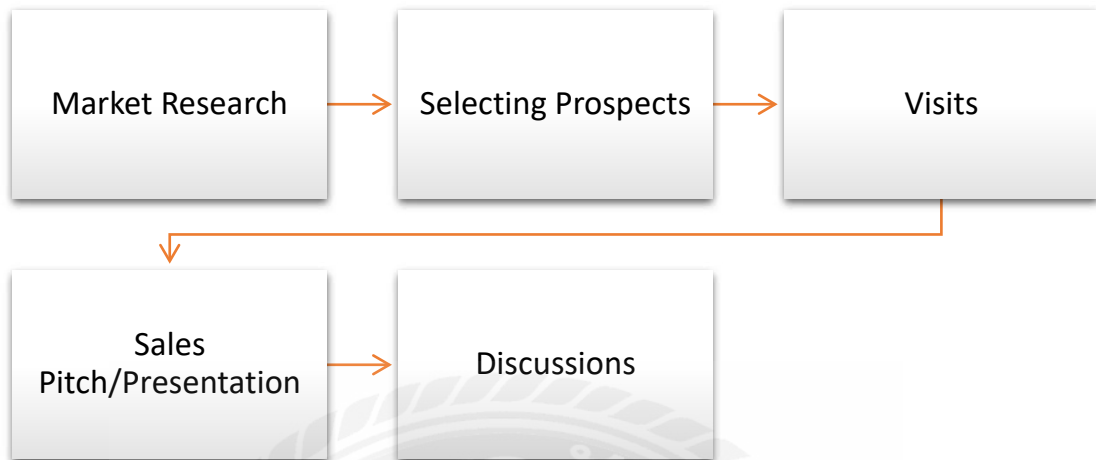 Market Research
Selecting Prospects
Visits
Sales
Pitch/Presentation
Discussions